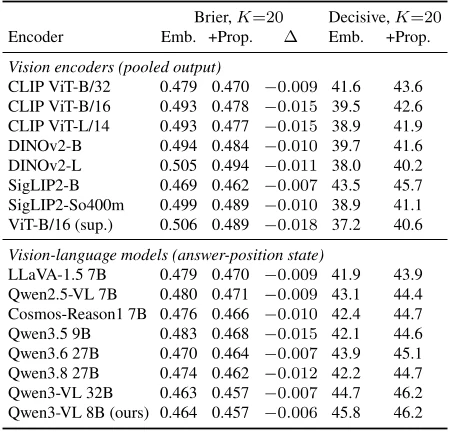 Brier, K=20 Decisive, K=20
Encoder Emb. +Prop. Δ Emb. +Prop.
Vision encoders (pooled output)
CLIP ViT-B/32 0.479 0.470 −0.009 41.6 43.6
CLIP ViT-B/16 0.493 0.478 −0.015 39.5 42.6
CLIP ViT-L/14 0.493 0.477 −0.015 38.9 41.9
DINOv2-B 0.494 0.484 −0.010 39.7 41.6
DINOv2-L 0.505 0.494 −0.011 38.0 40.2
SigLIP2-B 0.469 0.462 −0.007 43.5 45.7
SigLIP2-So400m 0.499 0.489 −0.010 38.9 41.1
ViT-B/16 (sup.) 0.506 0.489 −0.018 37.2 40.6
Vision-language models (answer-position state)
LLaVA-1.5 7B 0.479 0.470 −0.009 41.9 43.9
Qwen2.5-VL 7B 0.480 0.471 −0.009 43.1 44.4
Cosmos-Reason1 7B 0.476 0.466 −0.010 42.4 44.7
Qwen3.5 9B 0.483 0.468 −0.015 42.1 44.6
Qwen3.6 27B 0.470 0.464 −0.007 43.9 45.1
Qwen3.8 27B 0.474 0.462 −0.012 42.2 44.7
Qwen3-VL 32B 0.463 0.457 −0.007 44.7 46.2
Qwen3-VL 8B (ours) 0.464 0.457 −0.006 45.8 46.2